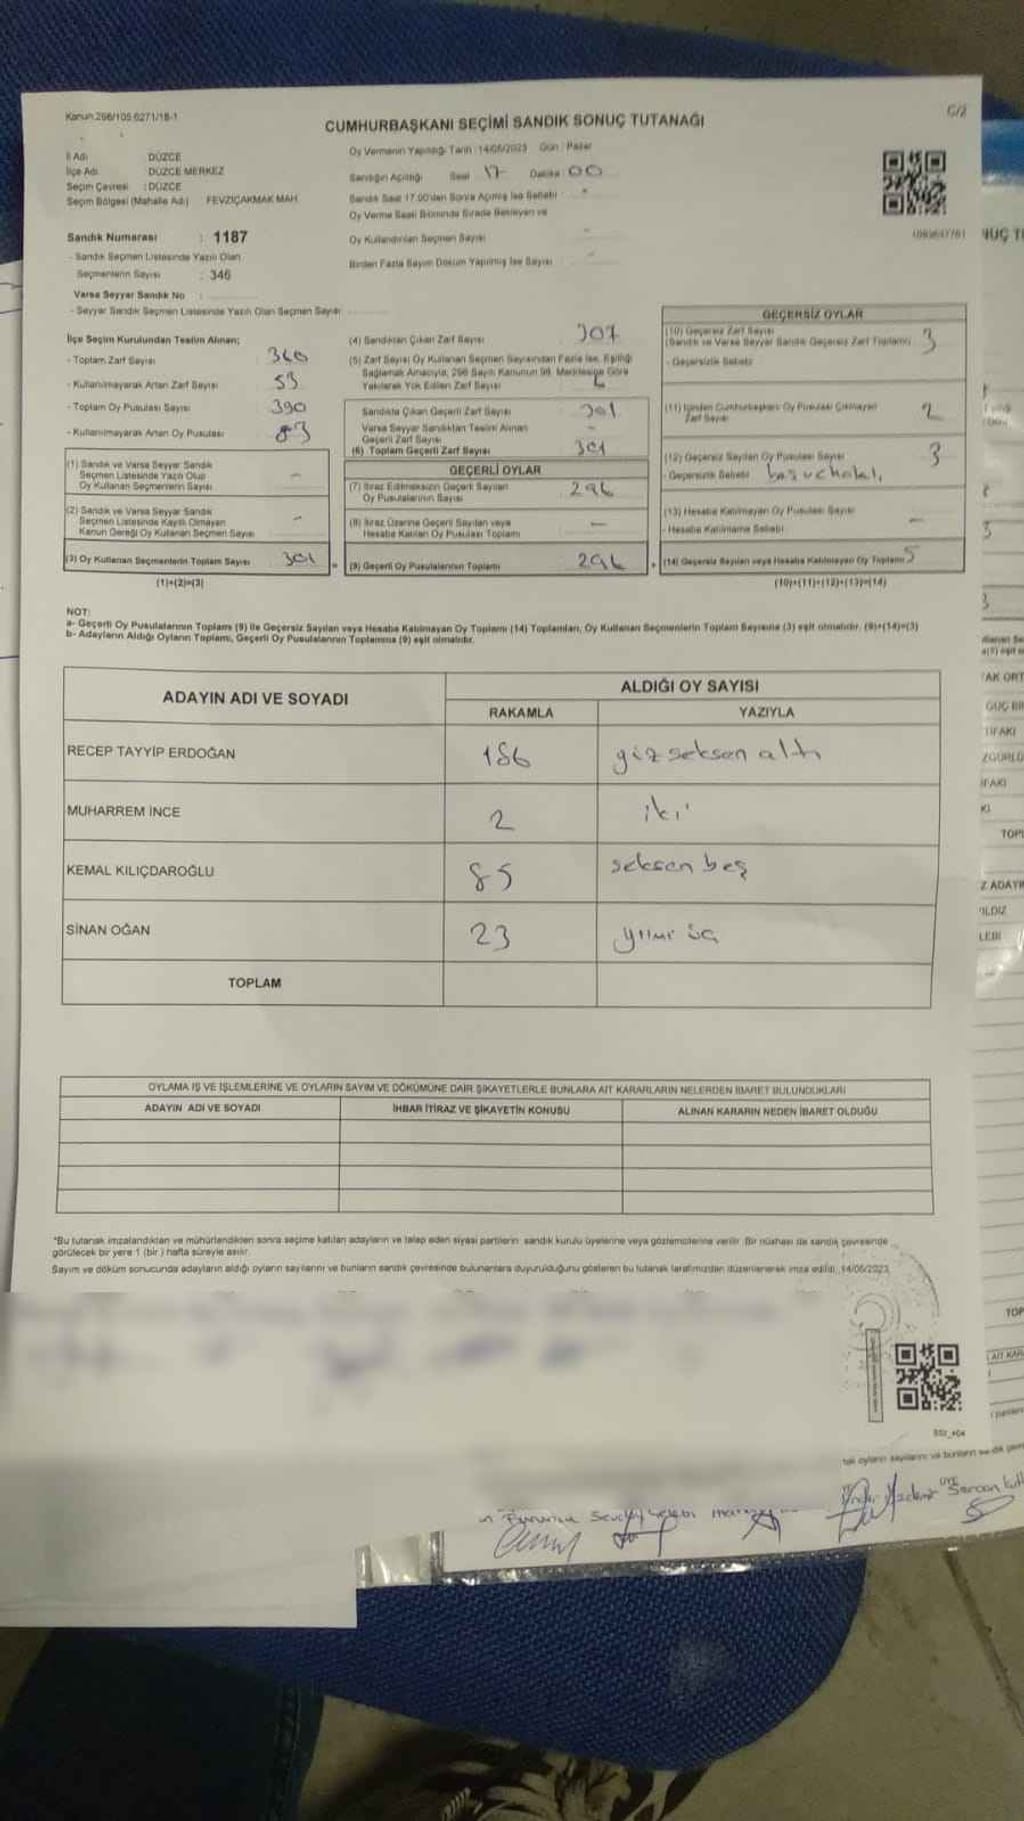 Kanun:298/105,6271/18-1
CUMHURBAŞKANI SEÇİMİ SANDIK SONUÇ TUTANAĞI
İl Adı DÜZCE
İlçe Adı DÜZCE MERKEZ
Seçim Çevresi : DÜZCE
Seçim Bölgesi (Mahalle Adı) FEVZİÇAKMAK MAH.
Oy Vermenin Yapıldığı Tarih : 14/05/2023 Gün : Pazar
Sandığın Açıldığı Saat 17 Dakika 00
Sandık Saat 17.00'den Sonra Açılmış İse Sebebi
Oy Verme Saati Bitiminde Sırada Bekleyen ve
Oy Kullandırılan Seçmen Sayısı
Birden Fazla Sayım Döküm Yapılmış İse Sayısı
Sandık Numarası : 1187
- Sandık Seçmen Listesinde Yazılı Olan
Seçmenlerin Sayısı : 346
Varsa Seyyar Sandık No :
- Seyyar Sandık Seçmen Listesinde Yazılı Olan Seçmen Sayısı
İlçe Seçim Kurulundan Teslim Alınan;
- Toplam Zarf Sayısı 360
- Kullanılmayarak Artan Zarf Sayısı 53
- Toplam Oy Pusulası Sayısı 390
- Kullanılmayarak Artan Oy Pusulası 83
(1) Sandık ve Varsa Seyyar Sandık
Seçmen Listesinde Yazılı Olup
Oy Kullanan Seçmenlerin Sayısı –
(2) Sandık ve Varsa Seyyar Sandık
Seçmen Listesinde Kayıtlı Olmayan
Kanun Gereği Oy Kullanan Seçmen Sayısı –
(3) Oy Kullanan Seçmenlerin Toplam Sayısı 301
(1)+(2)=(3)
(4) Sandıktan Çıkan Zarf Sayısı 307
(5) Zarf Sayısı Oy Kullanan Seçmen Sayısından Fazla İse, Eşitliği
Sağlamak Amacıyla, 298 Sayılı Kanunun 98. Maddesine Göre
Yakılarak Yok Edilen Zarf Sayısı
Sandıkta Çıkan Geçerli Zarf Sayısı 301
Varsa Seyyar Sandıktan Teslim Alınan
Geçerli Zarf Sayısı –
(6) Toplam Geçerli Zarf Sayısı 301
GEÇERLİ OYLAR
(7) İtiraz Edilmeksizin Geçerli Sayılan
Oy Pusulalarının Sayısı 296
(8) İtiraz Üzerine Geçerli Sayılan veya
Hesaba Katılan Oy Pusulası Toplamı —
(9) Geçerli Oy Pusulalarının Toplamı 296
GEÇERSİZ OYLAR
(10) Geçersiz Zarf Sayısı
(Sandık ve Varsa Seyyar Sandık Geçersiz Zarf Toplamı) 3
- Geçersizlik Sebebi
(11) İçinden Cumhurbaşkanı Oy Pusulası Çıkmayan
Zarf Sayısı 2
(12) Geçersiz Sayılan Oy Pusulası Sayısı 3
- Geçersizlik Sebebi
(13) Hesaba Katılmayan Oy Pusulası Sayısı –
- Hesaba Katılmama Sebebi
(14) Geçersiz Sayılan veya Hesaba Katılmayan Oy Toplamı 5
(10)+(11)+(12)+(13)=(14)
NOT:
a- Geçerli Oy Pusulalarının Toplamı (9) ile Geçersiz Sayılan veya Hesaba Katılmayan Oy Toplamı (14) Toplamları, Oy Kullanan Seçmenlerin Toplam Sayısına (3) eşit olmalıdır. (9)+(14)=(3)
b- Adayların Aldığı Oyların Toplamı, Geçerli Oy Pusulalarının Toplamına (9) eşit olmalıdır.
ADAYIN ADI VE SOYADI
ALDIĞI OY SAYISI
RAKAMLA YAZIYLA
RECEP TAYYİP ERDOĞAN 186 yüz seksen altı
MUHARREM İNCE 2 iki
KEMAL KILIÇDAROĞLU 85 seksen beş
SİNAN OĞAN 23 yirmi üç
TOPLAM
OYLAMA İŞ VE İŞLEMLERİNE VE OYLARIN SAYIM VE DÖKÜMÜNE DAİR ŞİKAYETLERLE BUNLARA AİT KARARLARIN NELERDEN İBARET BULUNDUKLARI
ADAYIN ADI VE SOYADI İHBAR İTİRAZ VE ŞİKAYETİN KONUSU ALINAN KARARIN NEDEN İBARET OLDUĞU
*Bu tutanak imzalandıktan ve mühürlendikten sonra seçime katılan adayların ve talep eden siyasi partilerin sandık kurulu üyelerine veya gözlemcilerine verilir. Bir nüshası de sandık çevresinde
görülecek bir yere 1 (bir) hafta süreyle asılır.
Sayım ve döküm sonucunda adayların aldığı oyların sayılarını ve bunların sandık çevresinde bulunanlara duyurulduğunu gösteren bu tutanak tarafımızdan düzenlenerek imza edildi. 14/05/2023